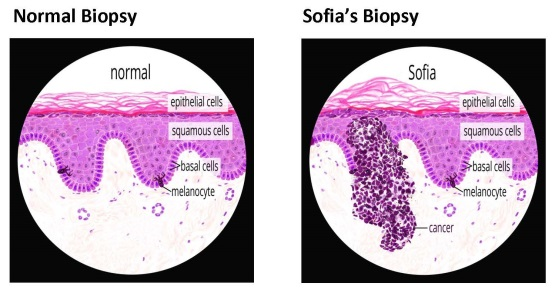 Normal Biopsy
normal
epithelial cells
squamous cells
basal cells
melanocyte
Sofia's Biopsy
Sofia
epithelial cells
squamous cells
basal cells
melanocyte
cancer